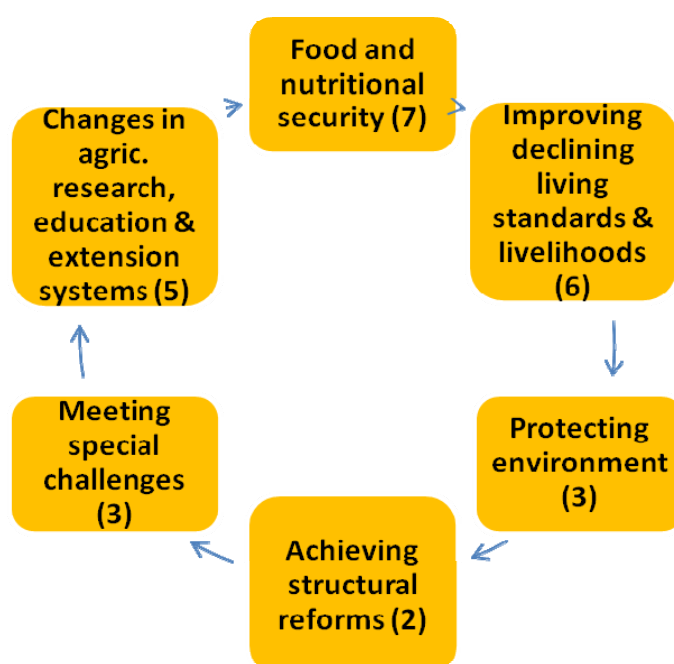 Food and
nutritional
security (7)
Improving
declining
living
standards &
livelihoods
(6)
Protecting
environment
(3)
Achieving
structural
reforms (2)
Meeting
special
challenges
(3)
Changes in
agric.
research,
education &
extension
systems (5)